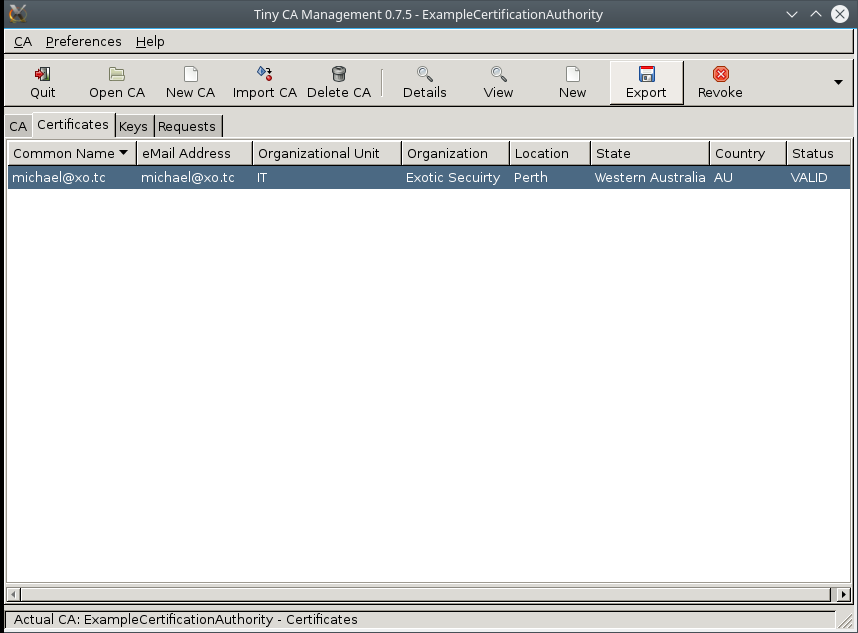 Tiny CA Management 0.7.5 - ExampleCertificationAuthority
CA Preferences Help
Quit Open CA New CA Import CA Delete CA Details View New Export Revoke
CA Certificates Keys Requests
Common Name eMail Address Organizational Unit Organization Location State Country Status
michael@xo.tc michael@xo.tc IT Exotic Secuirty Perth Western Australia AU VALID
Actual CA: ExampleCertificationAuthority - Certificates